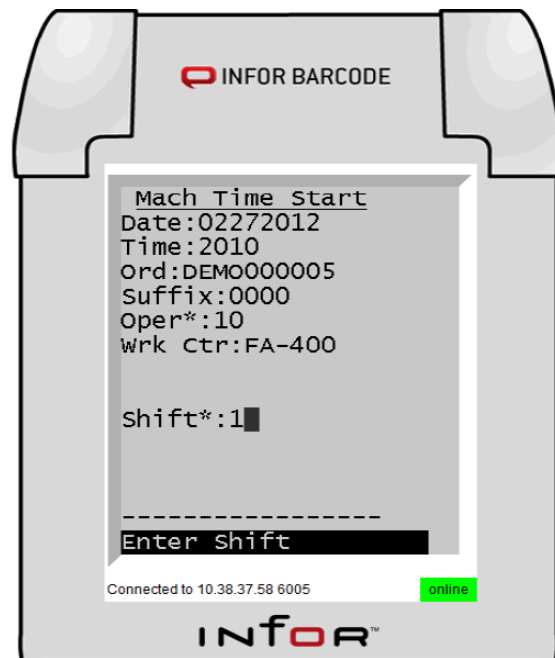 INFOR BARCODE
Mach Time Start
Date:02272012
Time:2010
Ord:DEMO000005
Suffix:0000
Oper*:10
Wrk Ctr:FA-400
Shift*:1
-----------------
Enter Shift
Connected to 10.38.37.58 6005 online
infor™